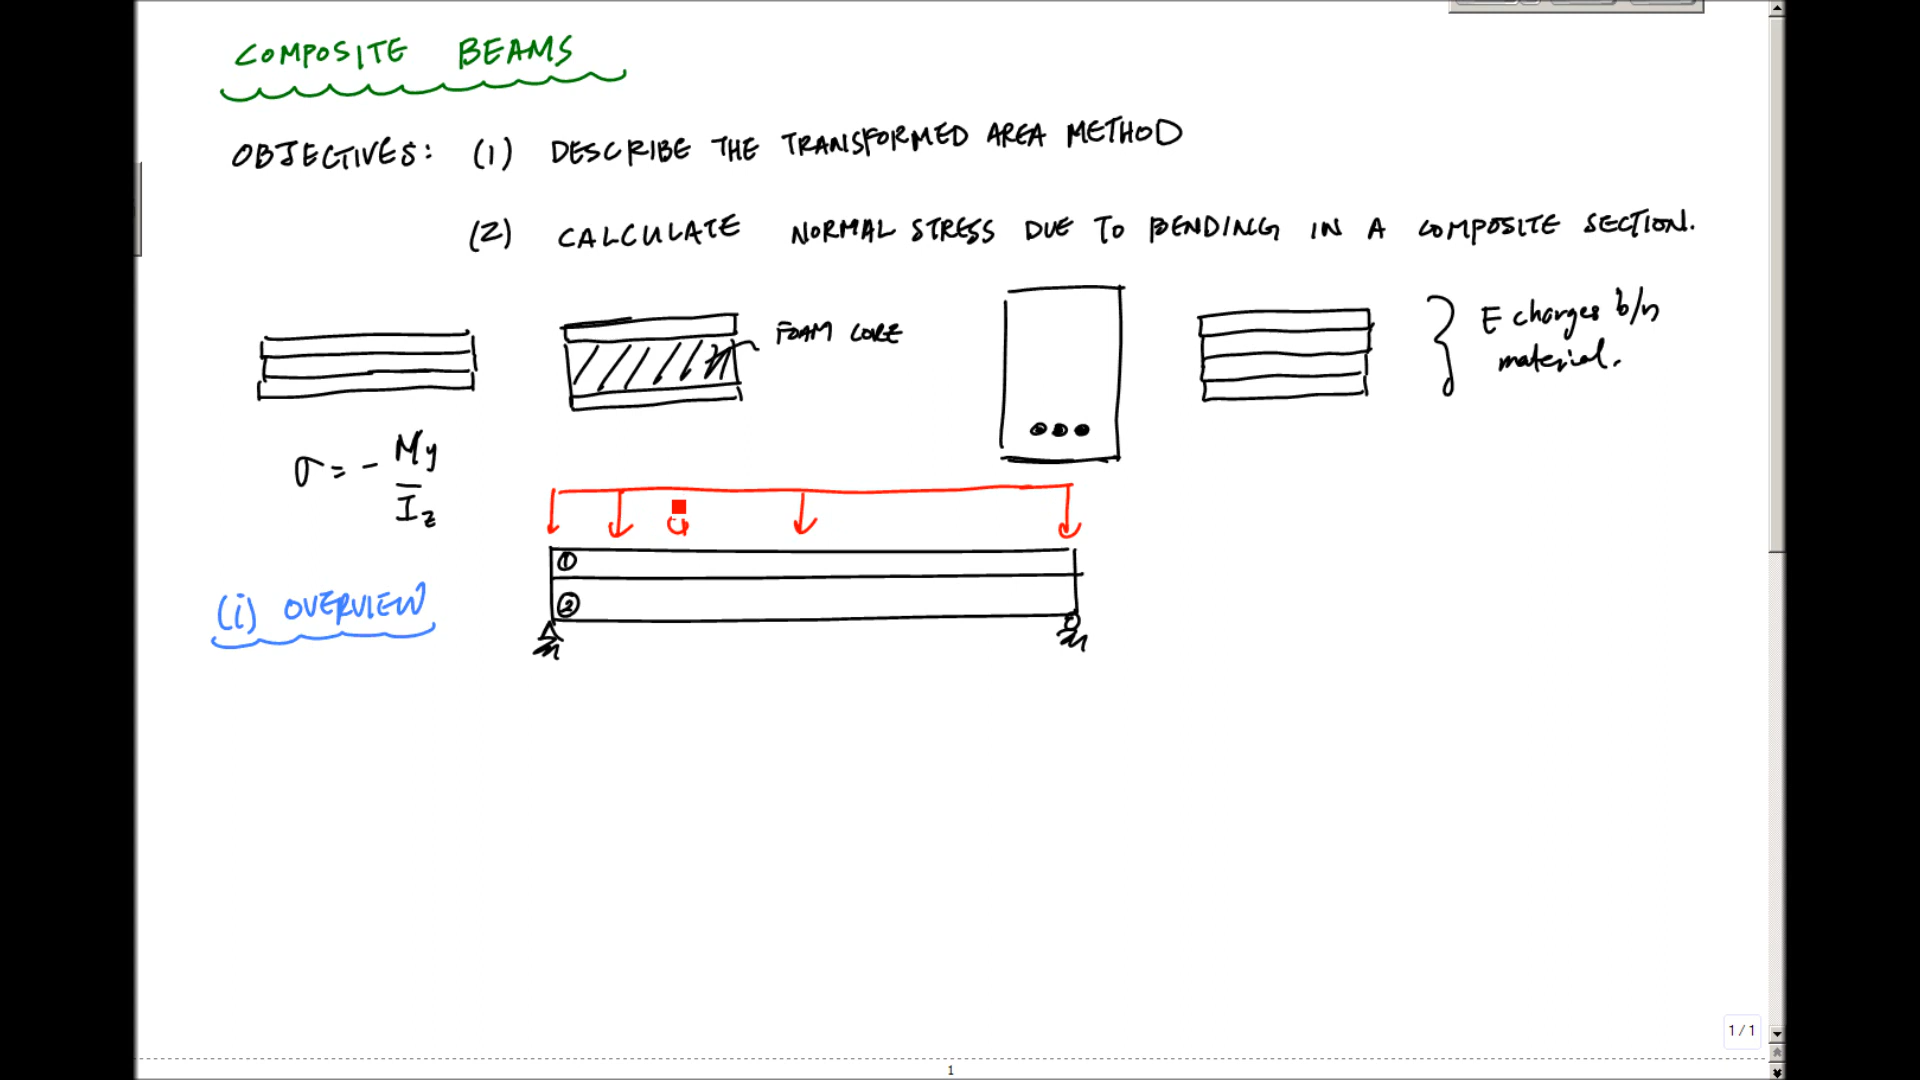 COMPOSITE BEAMS
OBJECTIVES: (1) DESCRIBE THE TRANSFORMED AREA METHOD
(2) CALCULATE NORMAL STRESS DUE TO BENDING IN A COMPOSITE SECTION.
FOAM CORE
E changes b/n
material.
σ = - My
I_z
①
②
(i) OVERVIEW
1 / 1
1